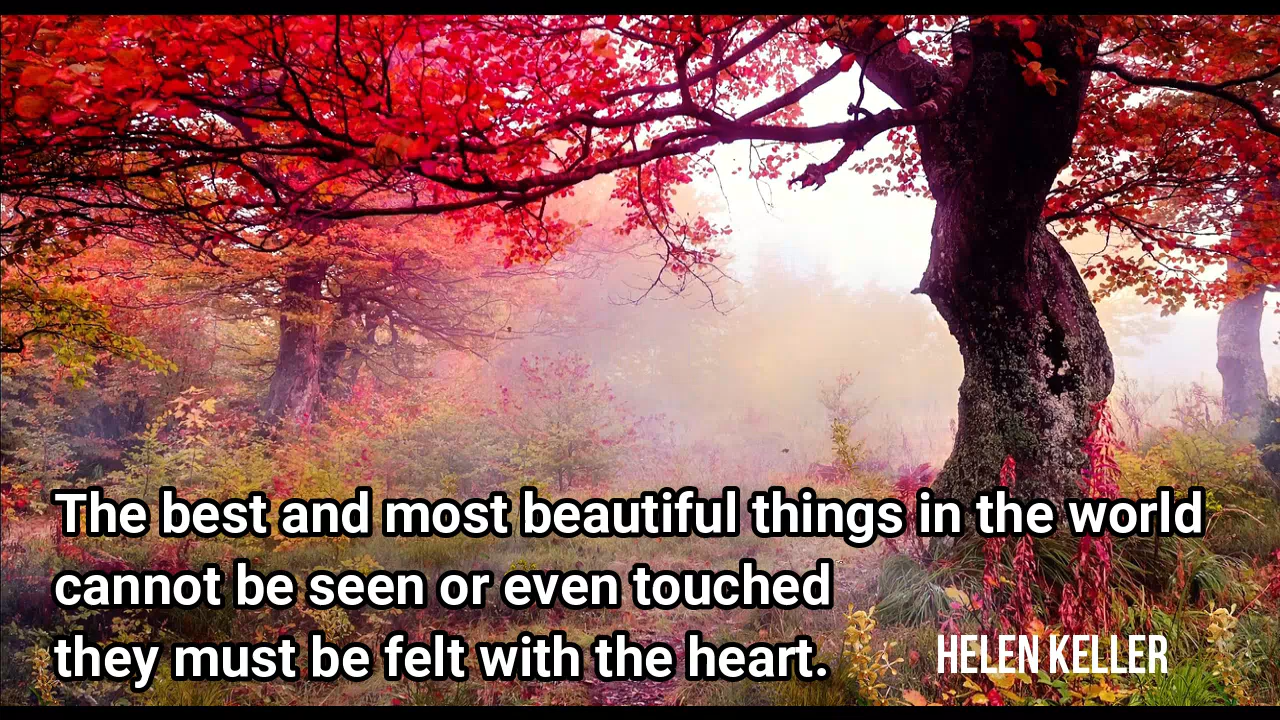 The best and most beautiful things in the world
cannot be seen or even touched
they must be felt with the heart.
HELEN KELLER